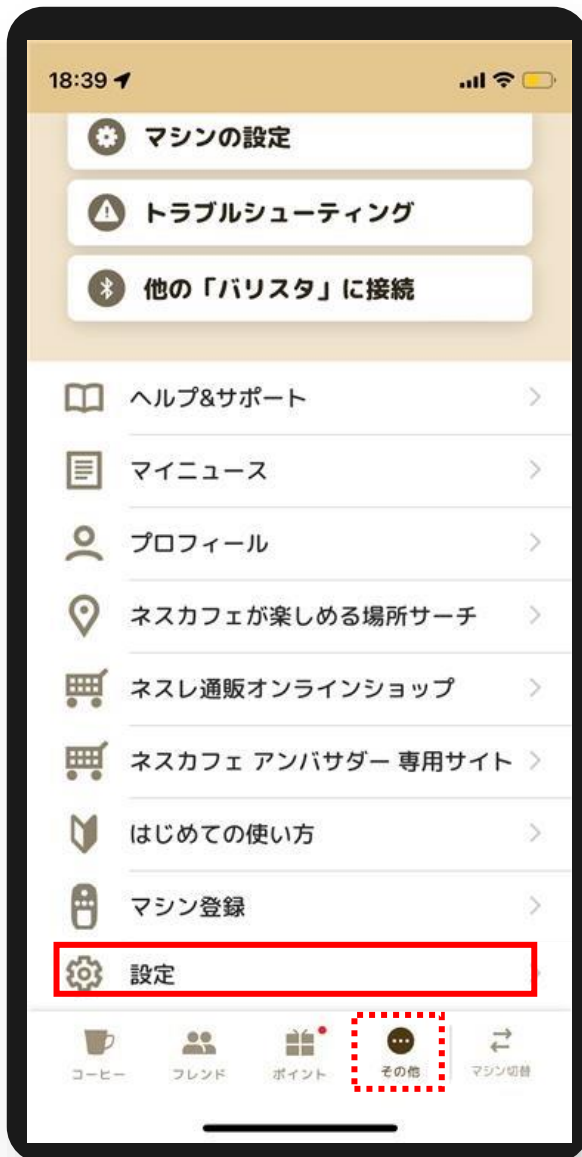 18:39
マシンの設定
トラブルシューティング
他の「バリスタ」に接続
ヘルプ&サポート
マイニュース
プロフィール
ネスカフェが楽しめる場所サーチ
ネスレ通販オンラインショップ
ネスカフェ アンバサダー 専用サイト
はじめての使い方
マシン登録
設定
コーヒー フレンド ポイント その他 マシン切替